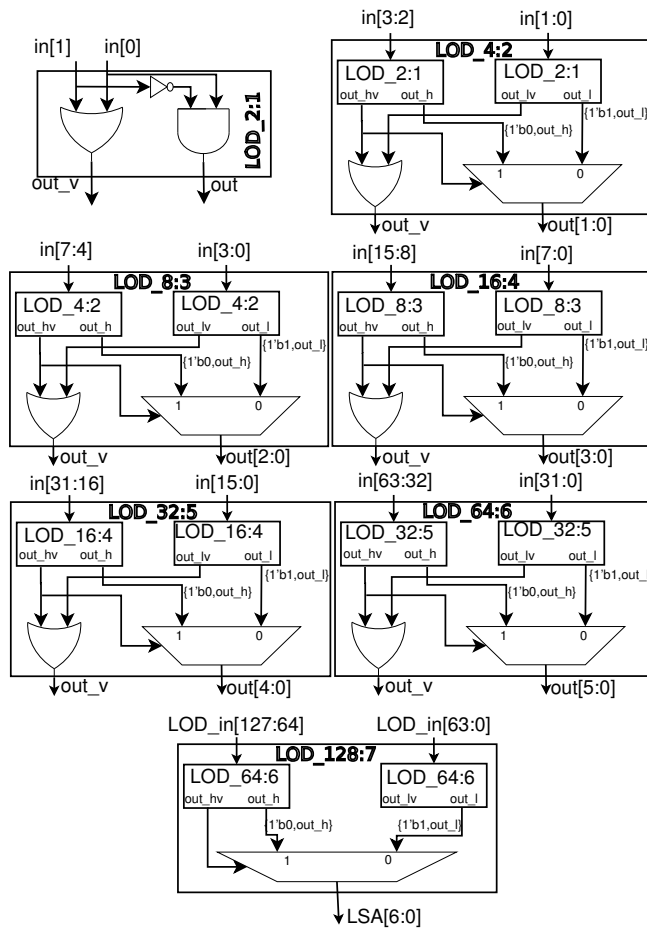 in[1] in[0]
LOD_2:1
out_v out
in[3:2] in[1:0]
LOD_4:2
LOD_2:1 LOD_2:1
out_hv out_h out_lv out_l
{1'b0,out_h} {1'b1,out_l}
1 0
out_v out[1:0]
in[7:4] in[3:0]
LOD_8:3
LOD_4:2 LOD_4:2
out_hv out_h out_lv out_l
{1'b0,out_h} {1'b1,out_l}
1 0
out_v out[2:0]
in[15:8] in[7:0]
LOD_16:4
LOD_8:3 LOD_8:3
out_hv out_h out_lv out_l
{1'b0,out_h} {1'b1,out_l}
1 0
out_v out[3:0]
in[31:16] in[15:0]
LOD_32:5
LOD_16:4 LOD_16:4
out_hv out_h out_lv out_l
{1'b0,out_h} {1'b1,out_l}
1 0
out_v out[4:0]
in[63:32] in[31:0]
LOD_64:6
LOD_32:5 LOD_32:5
out_hv out_h out_lv out_l
{1'b0,out_h} {1'b1,out_l}
1 0
out_v out[5:0]
LOD_in[127:64] LOD_in[63:0]
LOD_128:7
LOD_64:6 LOD_64:6
out_hv out_h out_lv out_l
{1'b0,out_h} {1'b1,out_l}
1 0
LSA[6:0]